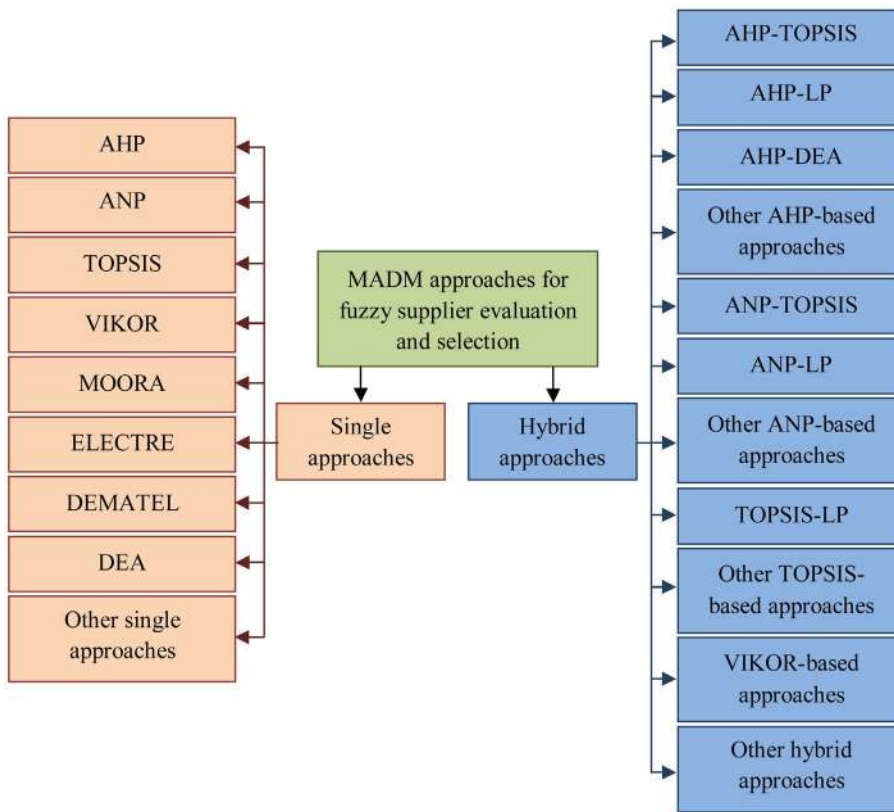 MADM approaches for
fuzzy supplier evaluation
and selection
Single
approaches
AHP
ANP
TOPSIS
VIKOR
MOORA
ELECTRE
DEMATEL
DEA
Other single
approaches
Hybrid
approaches
AHP-TOPSIS
AHP-LP
AHP-DEA
Other AHP-based
approaches
ANP-TOPSIS
ANP-LP
Other ANP-based
approaches
TOPSIS-LP
Other TOPSIS-
based approaches
VIKOR-based
approaches
Other hybrid
approaches